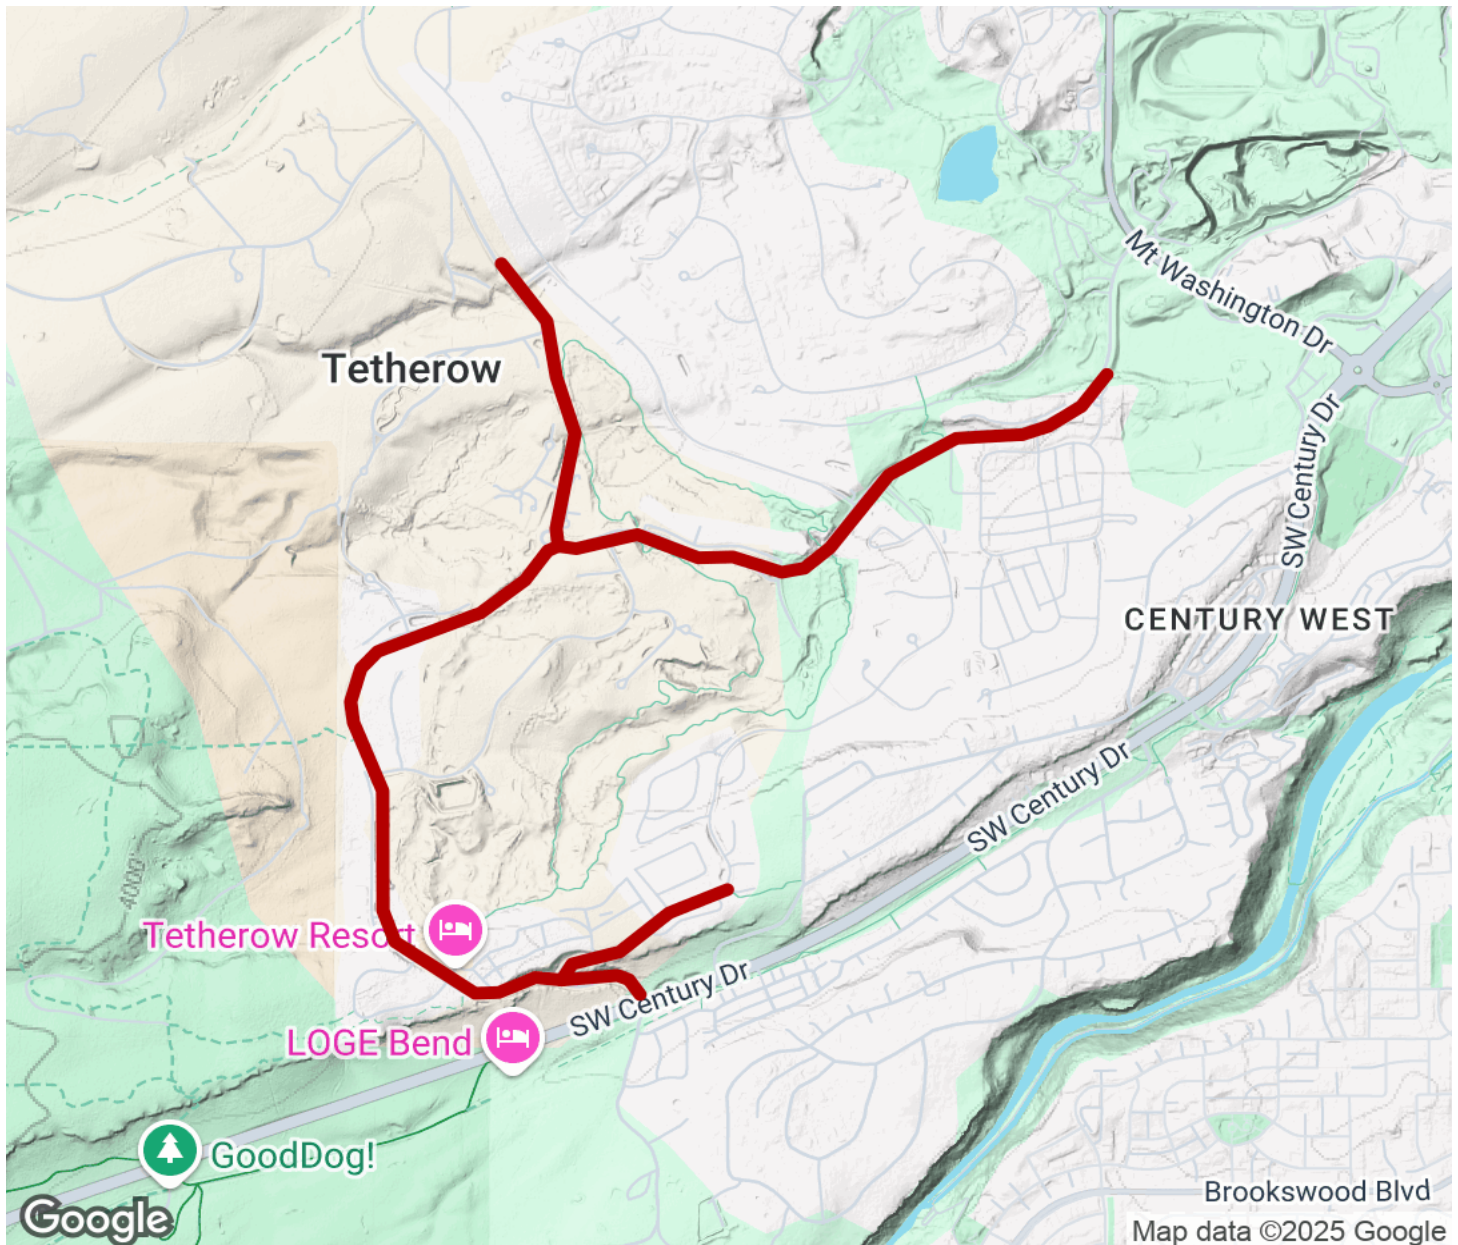 Mt Washington Dr
Tetherow
SW Century Dr
CENTURY WEST
SW Century Dr
4000
Tetherow Resort
SW Century Dr
LOGE Bend
GoodDog!
Brookswood Blvd
Google
Map data ©2025 Google